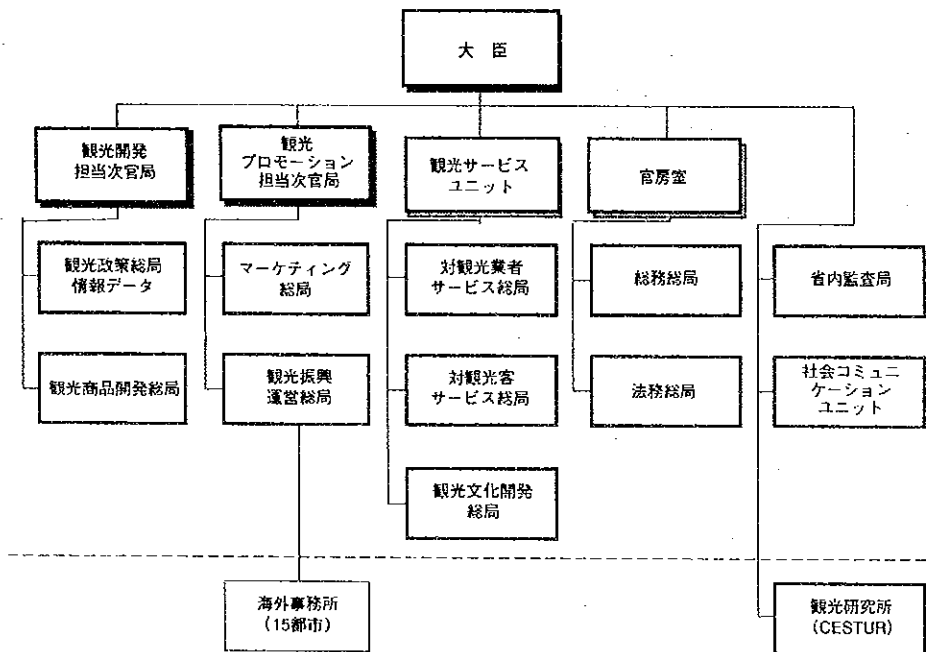 大 臣
観光開発
担当次官局
観光
プロモーション
担当次官局
観光サービス
ユニット
官房室
観光政策総局
情報データ
マーケティング
総局
対観光業者
サービス総局
総務総局
省内監査局
観光商品開発総局
観光振興
運営総局
対観光客
サービス総局
法務総局
社会コミュニ
ケーション
ユニット
観光文化開発
総局
海外事務所
(15都市)
観光研究所
(CESTUR)